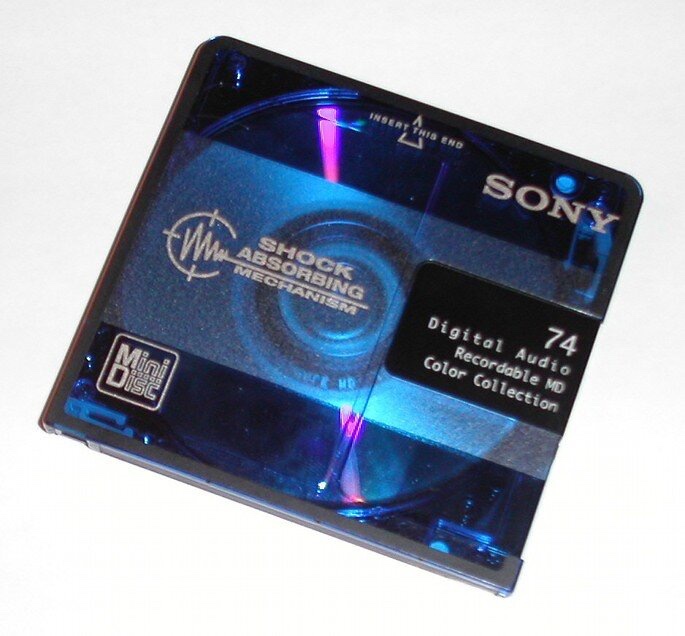 INSERT THIS END
SONY
SHOCK
ABSORBING
MECHANISM
74
Digital Audio
Recordable MD
Color Collection
Mini
Disc